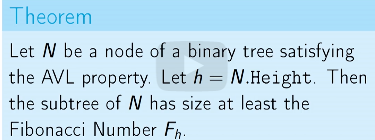 Theorem
Let N be a node of a binary tree satisfying
the AVL property. Let h = N.Height. Then
the subtree of N has size at least the
Fibonacci Number Fₕ.